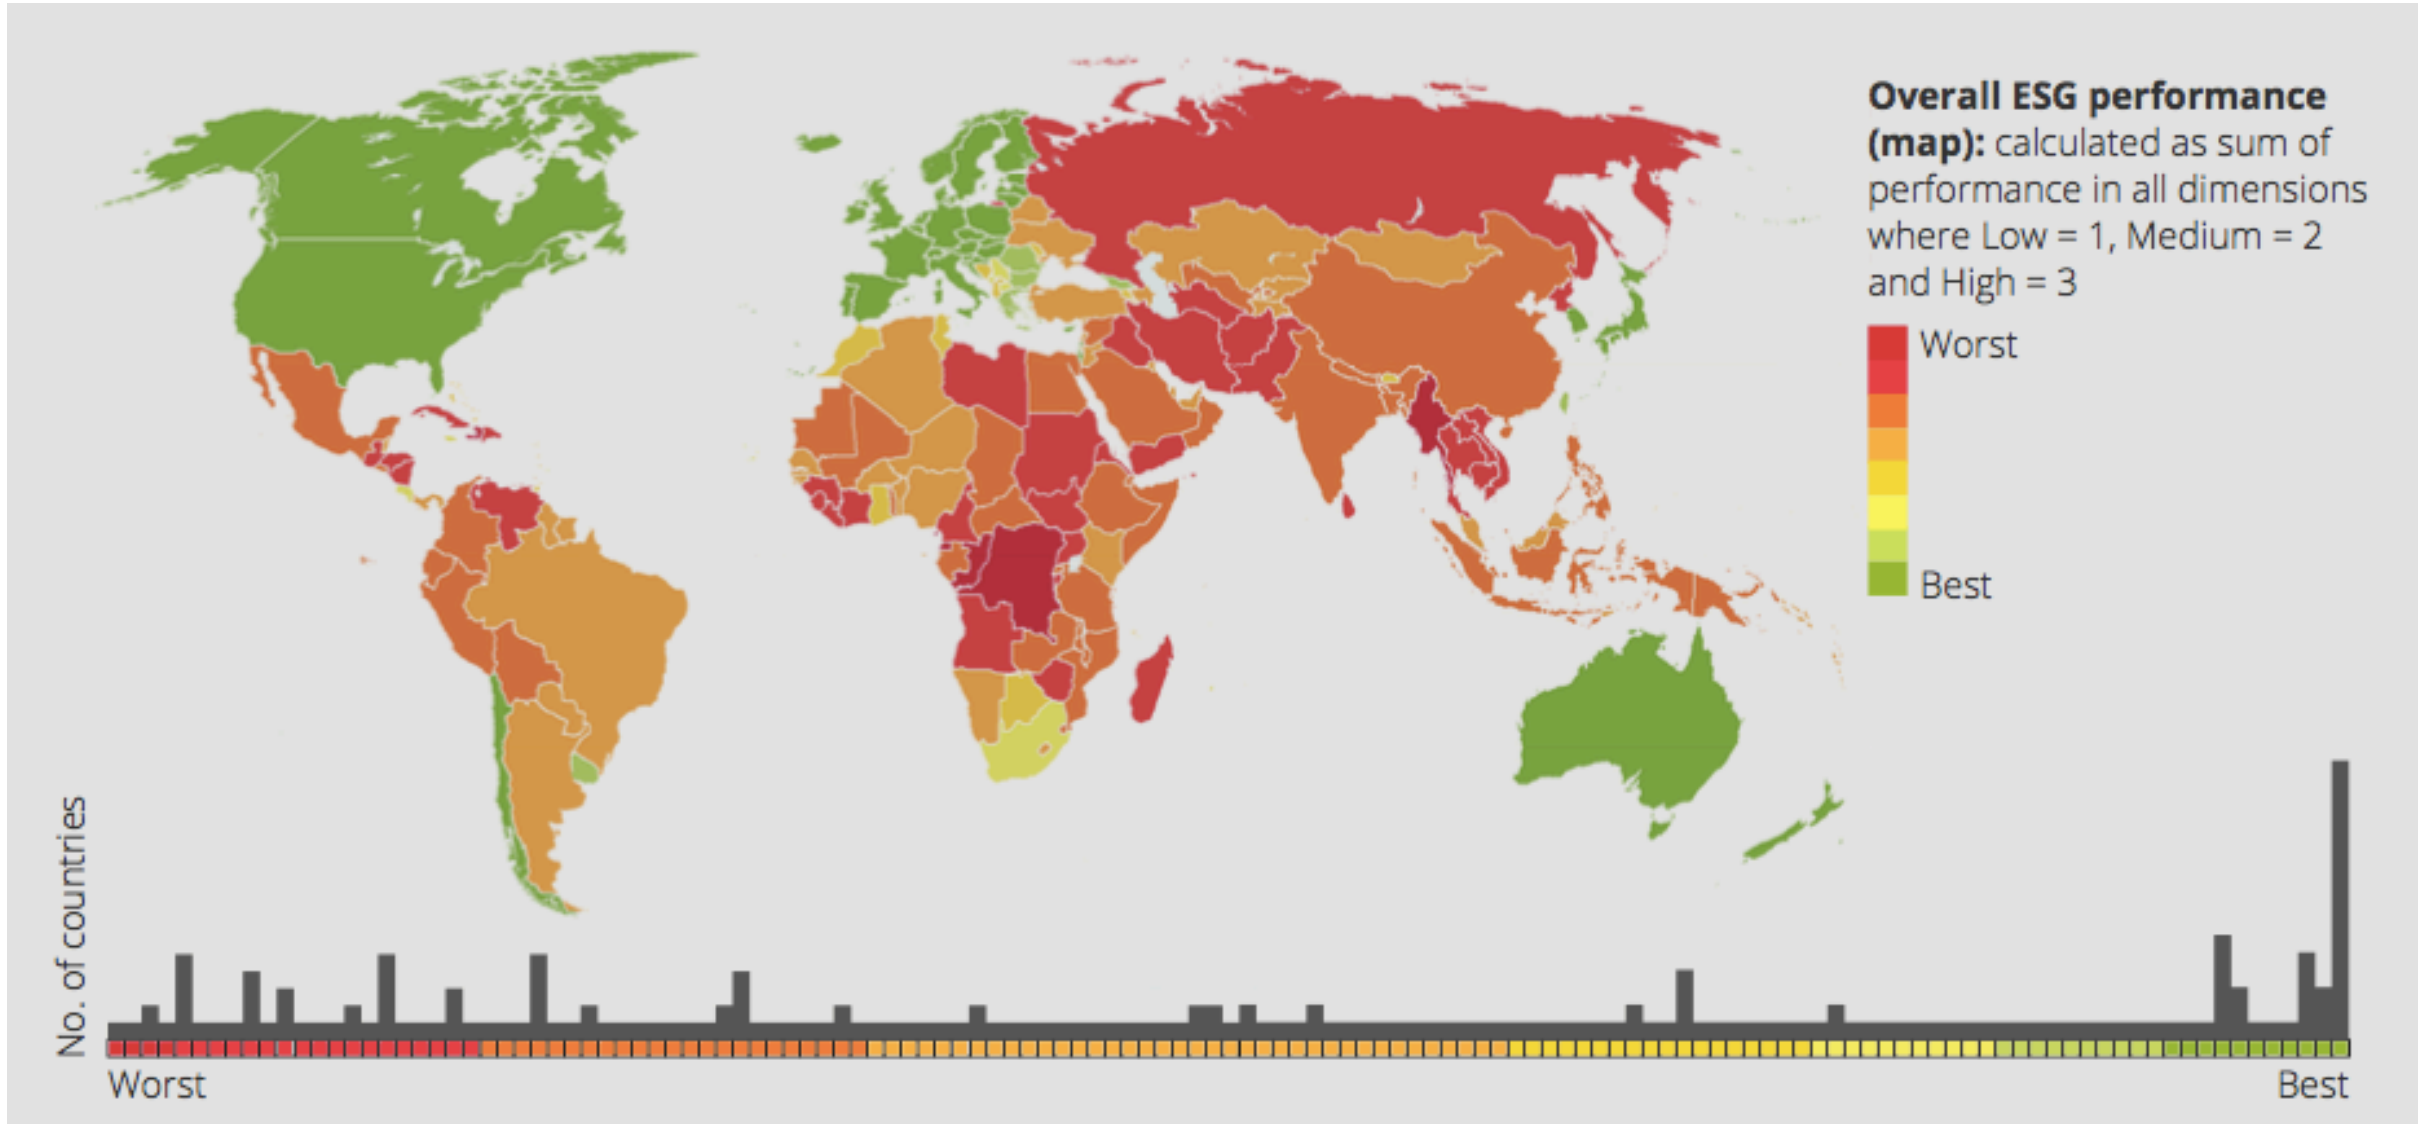 Overall ESG performance
(map): calculated as sum of
performance in all dimensions
where Low = 1, Medium = 2
and High = 3
Worst
Best
No. of countries
Worst
Best